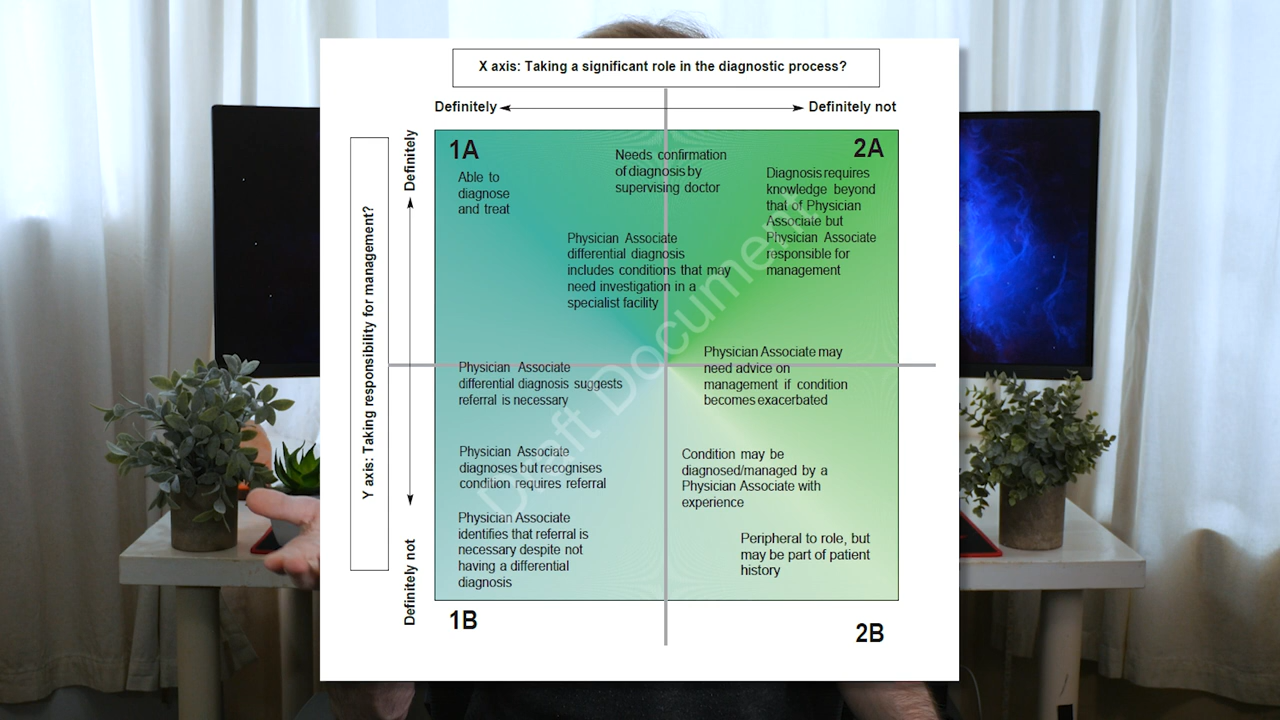 X axis: Taking a significant role in the diagnostic process?
Definitely
Definitely not
Y axis: Taking responsibility for management?
Definitely
Definitely not
1A
Able to
diagnose
and treat
Needs confirmation
of diagnosis by
supervising doctor
2A
Diagnosis requires
knowledge beyond
that of Physician
Associate but
Physician Associate
responsible for
management
Physician Associate
differential diagnosis
includes conditions that may
need investigation in a
specialist facility
Physician Associate
differential diagnosis suggests
referral is necessary
Physician Associate may
need advice on
management if condition
becomes exacerbated
Physician Associate
diagnoses but recognises
condition requires referral
Condition may be
diagnosed/managed by a
Physician Associate with
experience
Physician Associate
identifies that referral is
necessary despite not
having a differential
diagnosis
Peripheral to role, but
may be part of patient
history
1B
2B
Draft Document